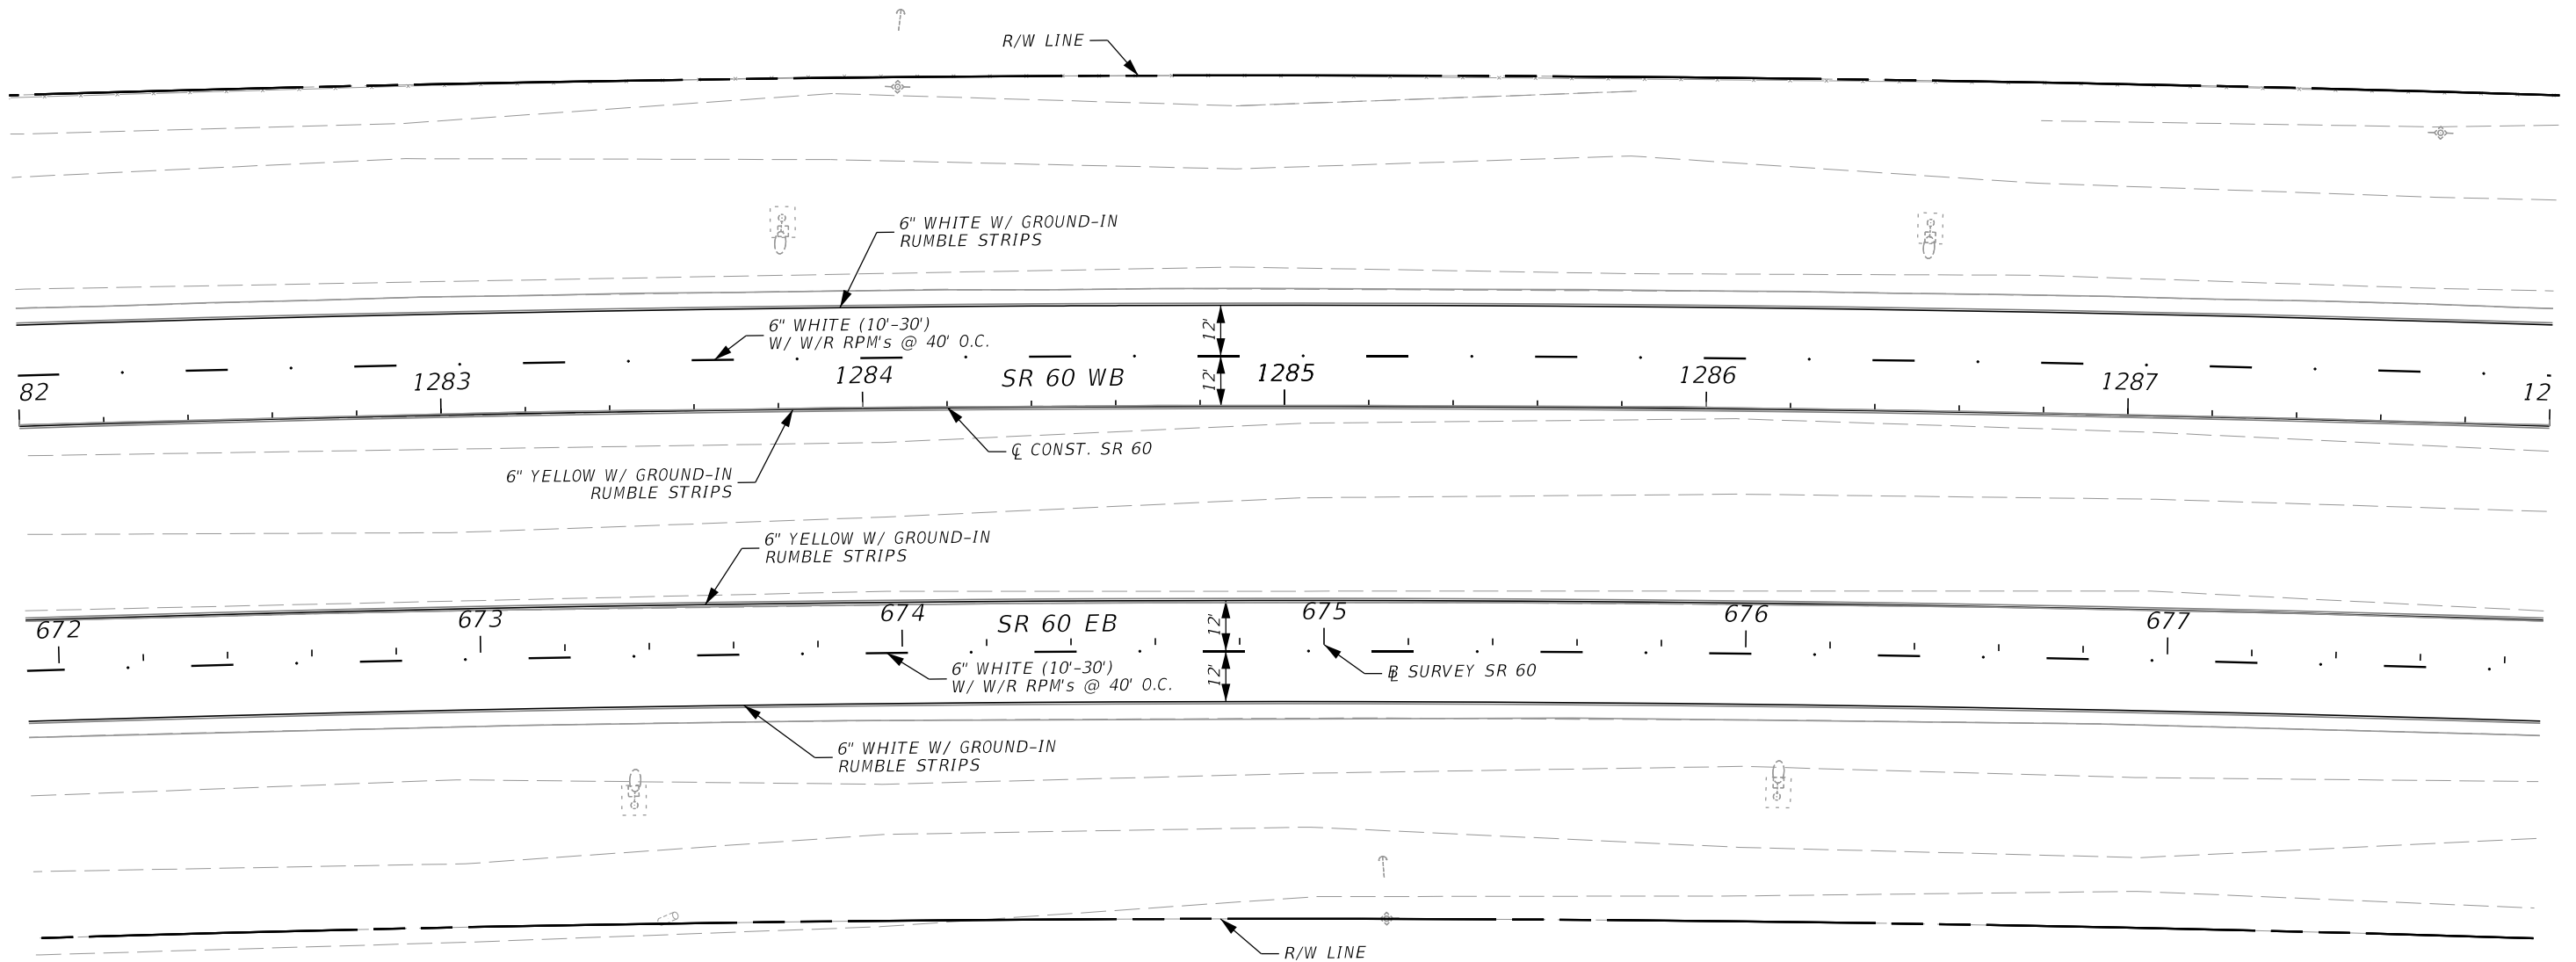 R/W LINE
6" WHITE W/ GROUND-IN
RUMBLE STRIPS
6" WHITE (10'-30')
W/ W/R RPM's @ 40' O.C.
12'
12'
82
1283
1284
SR 60 WB
1285
1286
1287
12
℄ CONST. SR 60
6" YELLOW W/ GROUND-IN
RUMBLE STRIPS
6" YELLOW W/ GROUND-IN
RUMBLE STRIPS
672
673
674
SR 60 EB
12'
675
676
677
6" WHITE (10'-30')
W/ W/R RPM's @ 40' O.C.
12'
BL SURVEY SR 60
6" WHITE W/ GROUND-IN
RUMBLE STRIPS
R/W LINE